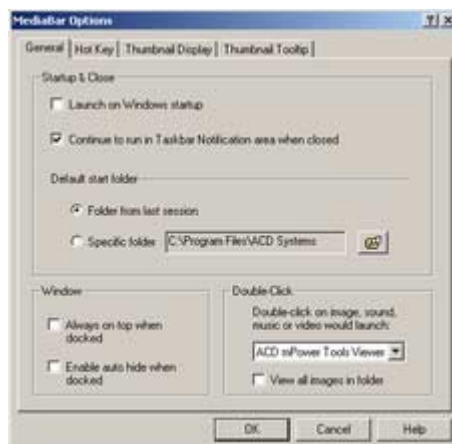 MediaBar Options
General Hot Key Thumbnail Display Thumbnail Tooltip
Startup & Close
Launch on Windows startup
Continue to run in Taskbar Notification area when closed
Default start folder
Folder from last session
Specific folder C:\Program Files\ACD Systems
Window
Always on top when
docked
Enable auto hide when
docked
Double-Click
Double-click on image, sound,
music or video would launch:
ACD mPower Tools Viewer
View all images in folder
OK Cancel Help